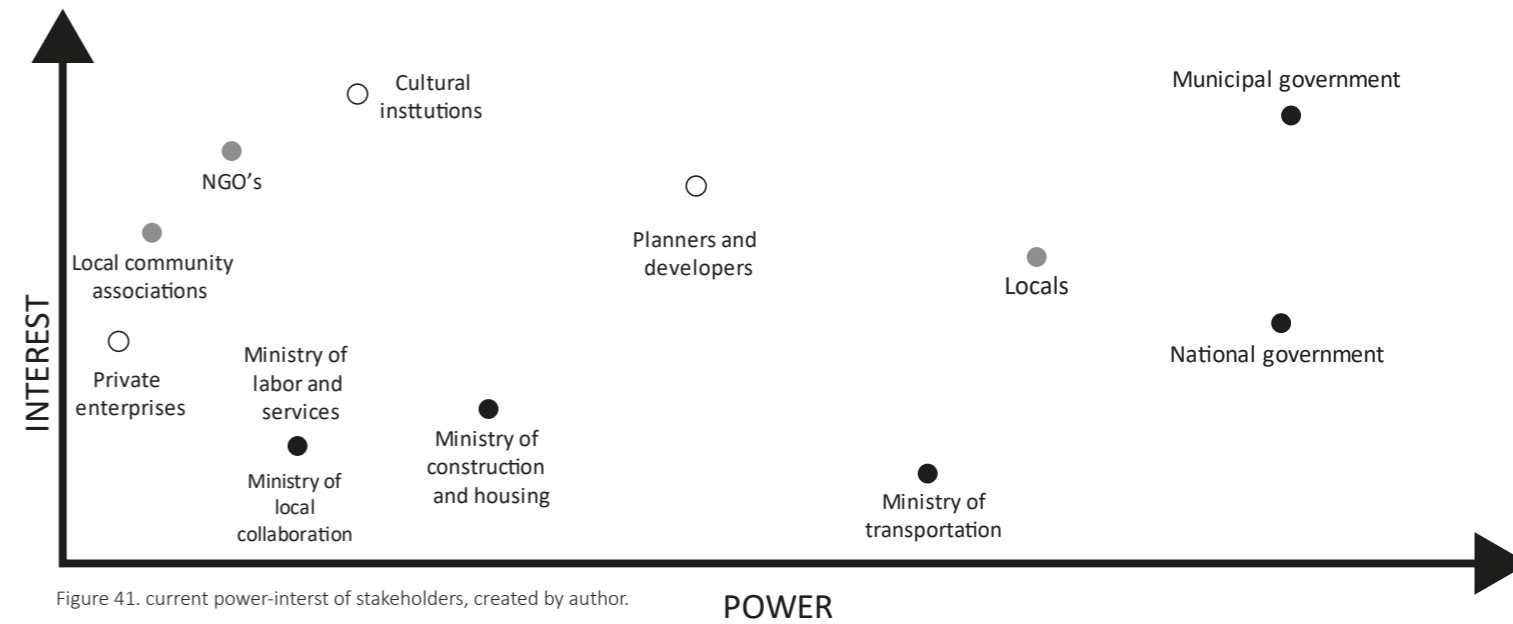 Cultural
insttutions
Municipal government
NGO's
Planners and
developers
Local community
associations
Locals
INTEREST
National government
Private
enterprises
Ministry of
labor and
services
Ministry of
construction
and housing
Ministry of
local
collaboration
Ministry of
transportation
Figure 41. current power-interst of stakeholders, created by author.
POWER